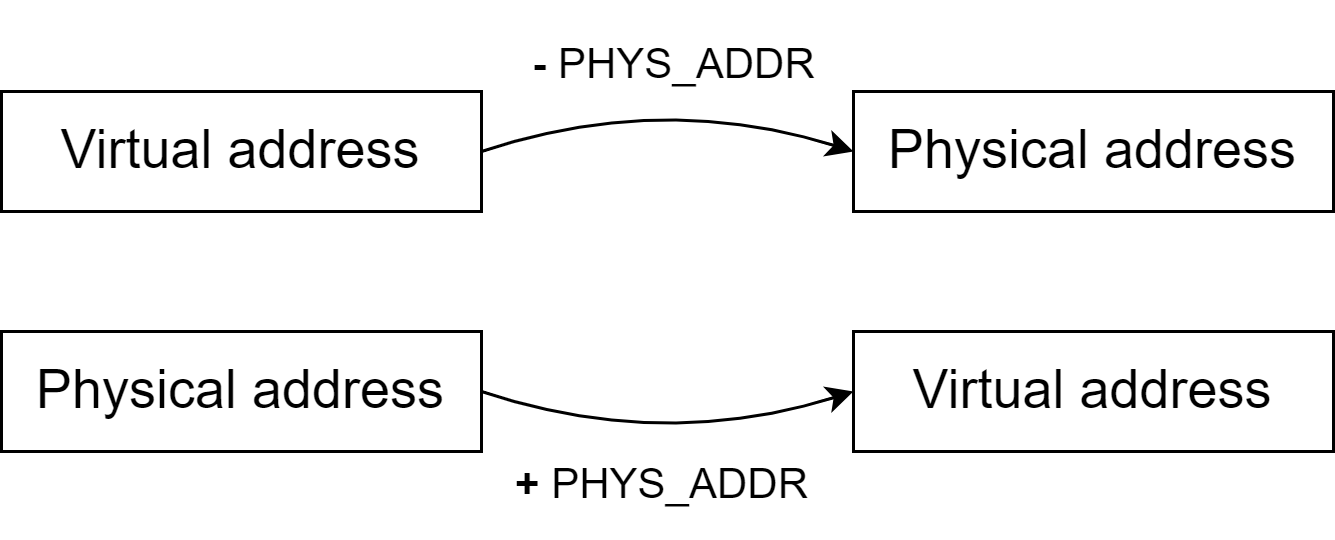 - PHYS_ADDR
Virtual address
Physical address
Physical address
Virtual address
+ PHYS_ADDR